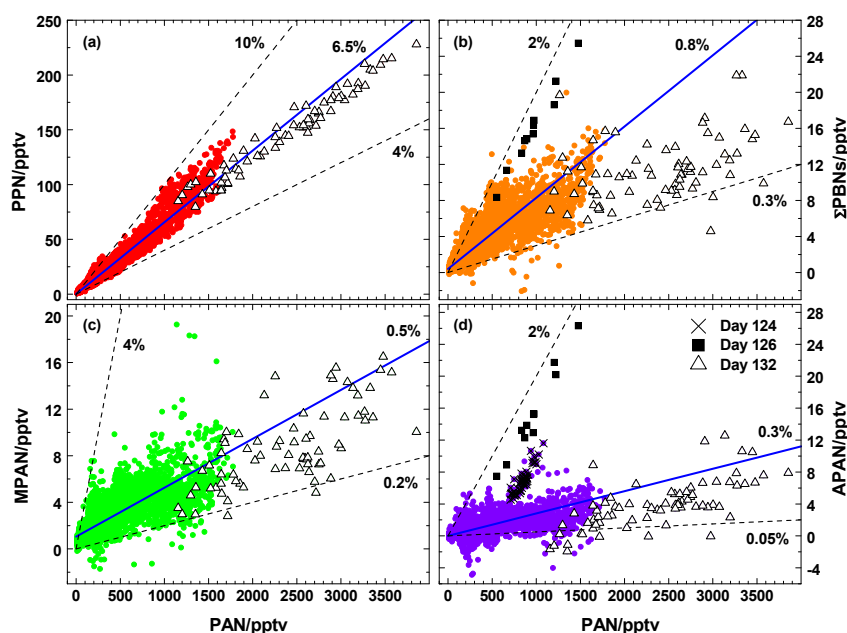 (a)
10%
6.5%
4%
250
200
150
100
50
0
PPN/pptv
(b)
2%
0.8%
0.3%
28
24
20
16
12
8
4
0
ΣPBNs/pptv
(c)
4%
0.5%
0.2%
20
16
12
8
4
0
MPAN/pptv
0 500 1000 1500 2000 2500 3000 3500
PAN/pptv
(d)
2%
Day 124
Day 126
Day 132
0.3%
0.05%
28
24
20
16
12
8
4
0
-4
APAN/pptv
0 500 1000 1500 2000 2500 3000 3500
PAN/pptv